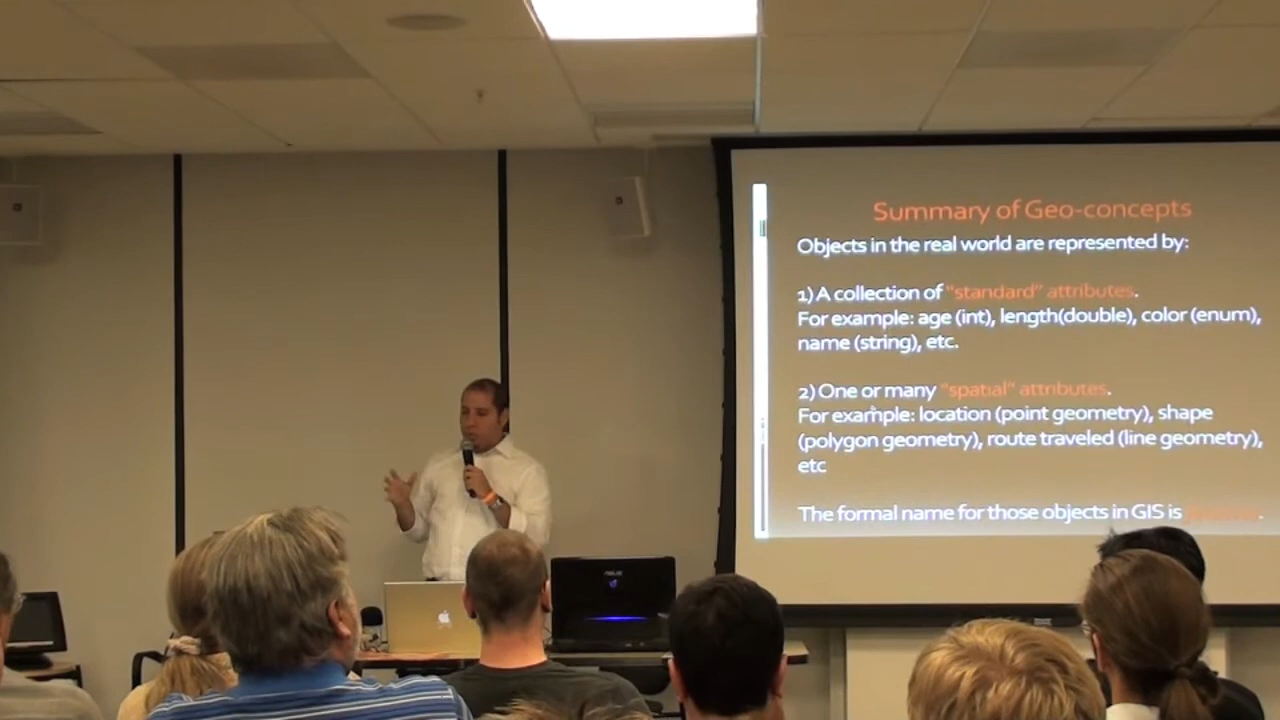 Summary of Geo-concepts
Objects in the real world are represented by:
1) A collection of "standard" attributes.
For example: age (int), length(double), color (enum),
name (string), etc.
2) One or many "spatial" attributes.
For example: location (point geometry), shape
(polygon geometry), route traveled (line geometry),
etc
The formal name for those objects in GIS is
ASUS